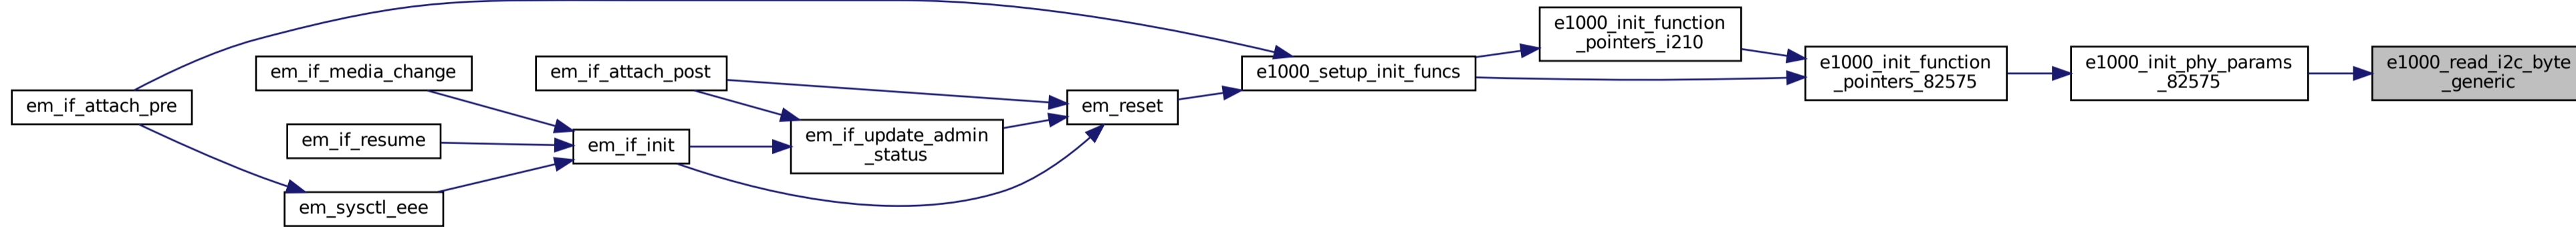 em_if_attach_pre
em_if_media_change
em_if_resume
em_sysctl_eee
em_if_attach_post
em_if_init
em_if_update_admin
_status
em_reset
e1000_setup_init_funcs
e1000_init_function
_pointers_i210
e1000_init_function
_pointers_82575
e1000_init_phy_params
_82575
e1000_read_i2c_byte
_generic